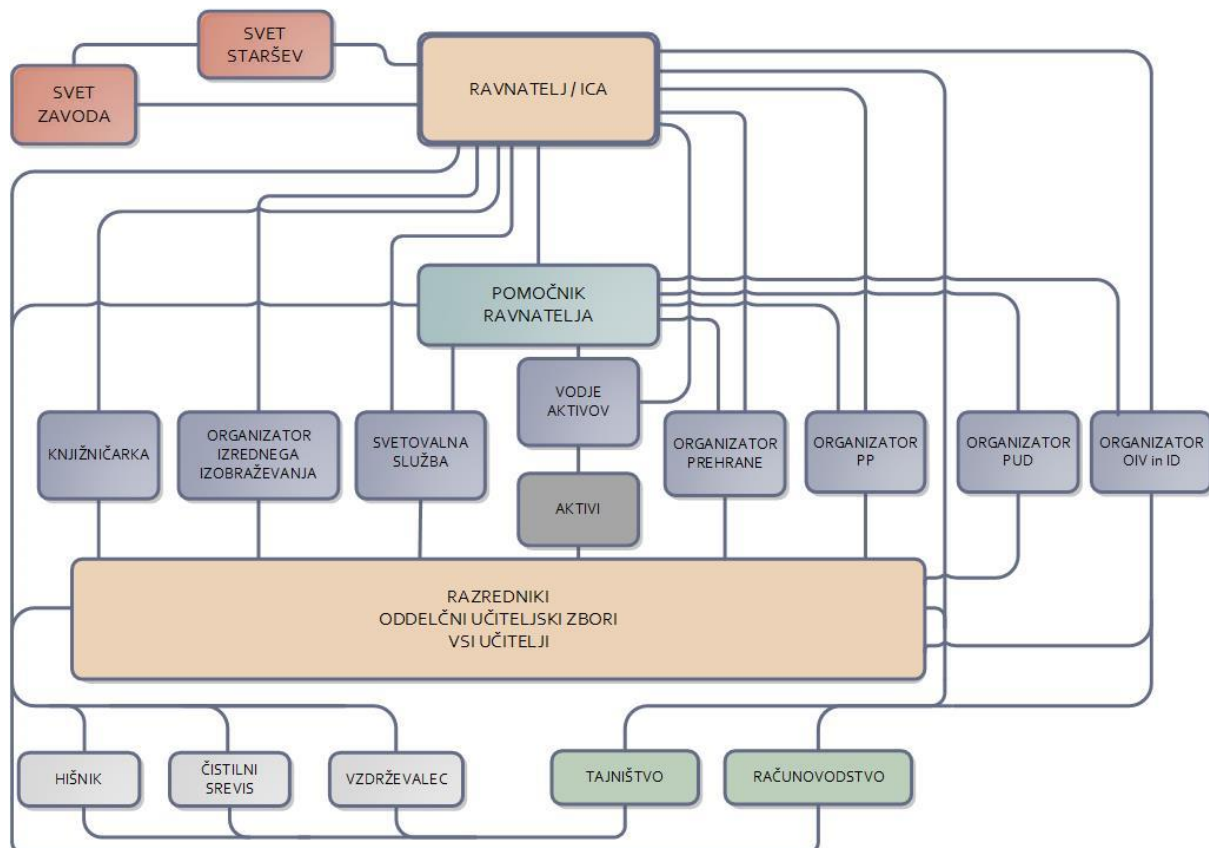 SVET
STARŠEV
SVET
ZAVODA
RAVNATELJ / ICA
POMOČNIK
RAVNATELJA
VODJE
AKTIVOV
KNJIŽNIČARKA
ORGANIZATOR
IZREDNEGA
IZOBRAŽEVANJA
SVETOVALNA
SLUŽBA
ORGANIZATOR
PREHRANE
ORGANIZATOR
PP
ORGANIZATOR
PUD
ORGANIZATOR
OIV in ID
AKTIVI
RAZREDNIKI
ODDELČNI UČITELJSKI ZBORI
VSI UČITELJI
HIŠNIK
ČISTILNI
SREVIS
VZDRŽEVALEC
TAJNIŠTVO
RAČUNOVODSTVO